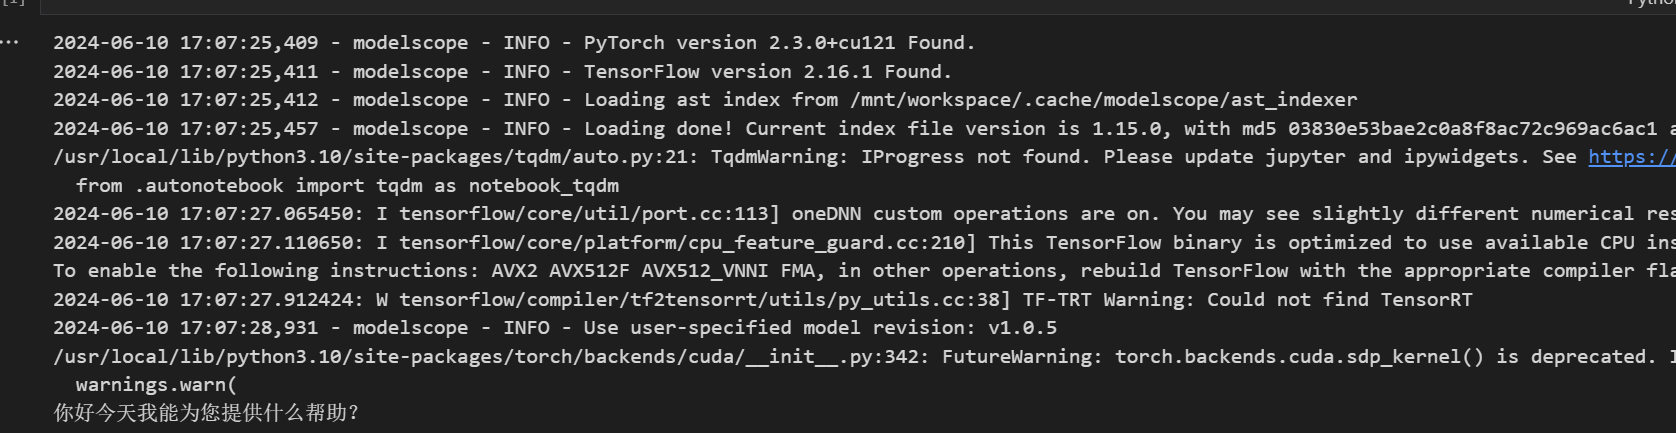 [1]
Pytho
2024-06-10 17:07:25,409 - modelscope - INFO - PyTorch version 2.3.0+cu121 Found.
2024-06-10 17:07:25,411 - modelscope - INFO - TensorFlow version 2.16.1 Found.
2024-06-10 17:07:25,412 - modelscope - INFO - Loading ast index from /mnt/workspace/.cache/modelscope/ast_indexer
2024-06-10 17:07:25,457 - modelscope - INFO - Loading done! Current index file version is 1.15.0, with md5 03830e53bae2c0a8f8ac72c969ac6ac1 a
/usr/local/lib/python3.10/site-packages/tqdm/auto.py:21: TqdmWarning: IProgress not found. Please update jupyter and ipywidgets. See https:/
from .autonotebook import tqdm as notebook_tqdm
2024-06-10 17:07:27.065450: I tensorflow/core/util/port.cc:113] oneDNN custom operations are on. You may see slightly different numerical res
2024-06-10 17:07:27.110650: I tensorflow/core/platform/cpu_feature_guard.cc:210] This TensorFlow binary is optimized to use available CPU ins
To enable the following instructions: AVX2 AVX512F AVX512_VNNI FMA, in other operations, rebuild TensorFlow with the appropriate compiler fla
2024-06-10 17:07:27.912424: W tensorflow/compiler/tf2tensorrt/utils/py_utils.cc:38] TF-TRT Warning: Could not find TensorRT
2024-06-10 17:07:28,931 - modelscope - INFO - Use user-specified model revision: v1.0.5
/usr/local/lib/python3.10/site-packages/torch/backends/cuda/__init__.py:342: FutureWarning: torch.backends.cuda.sdp_kernel() is deprecated. I
warnings.warn(
你好今天我能为您提供什么帮助？